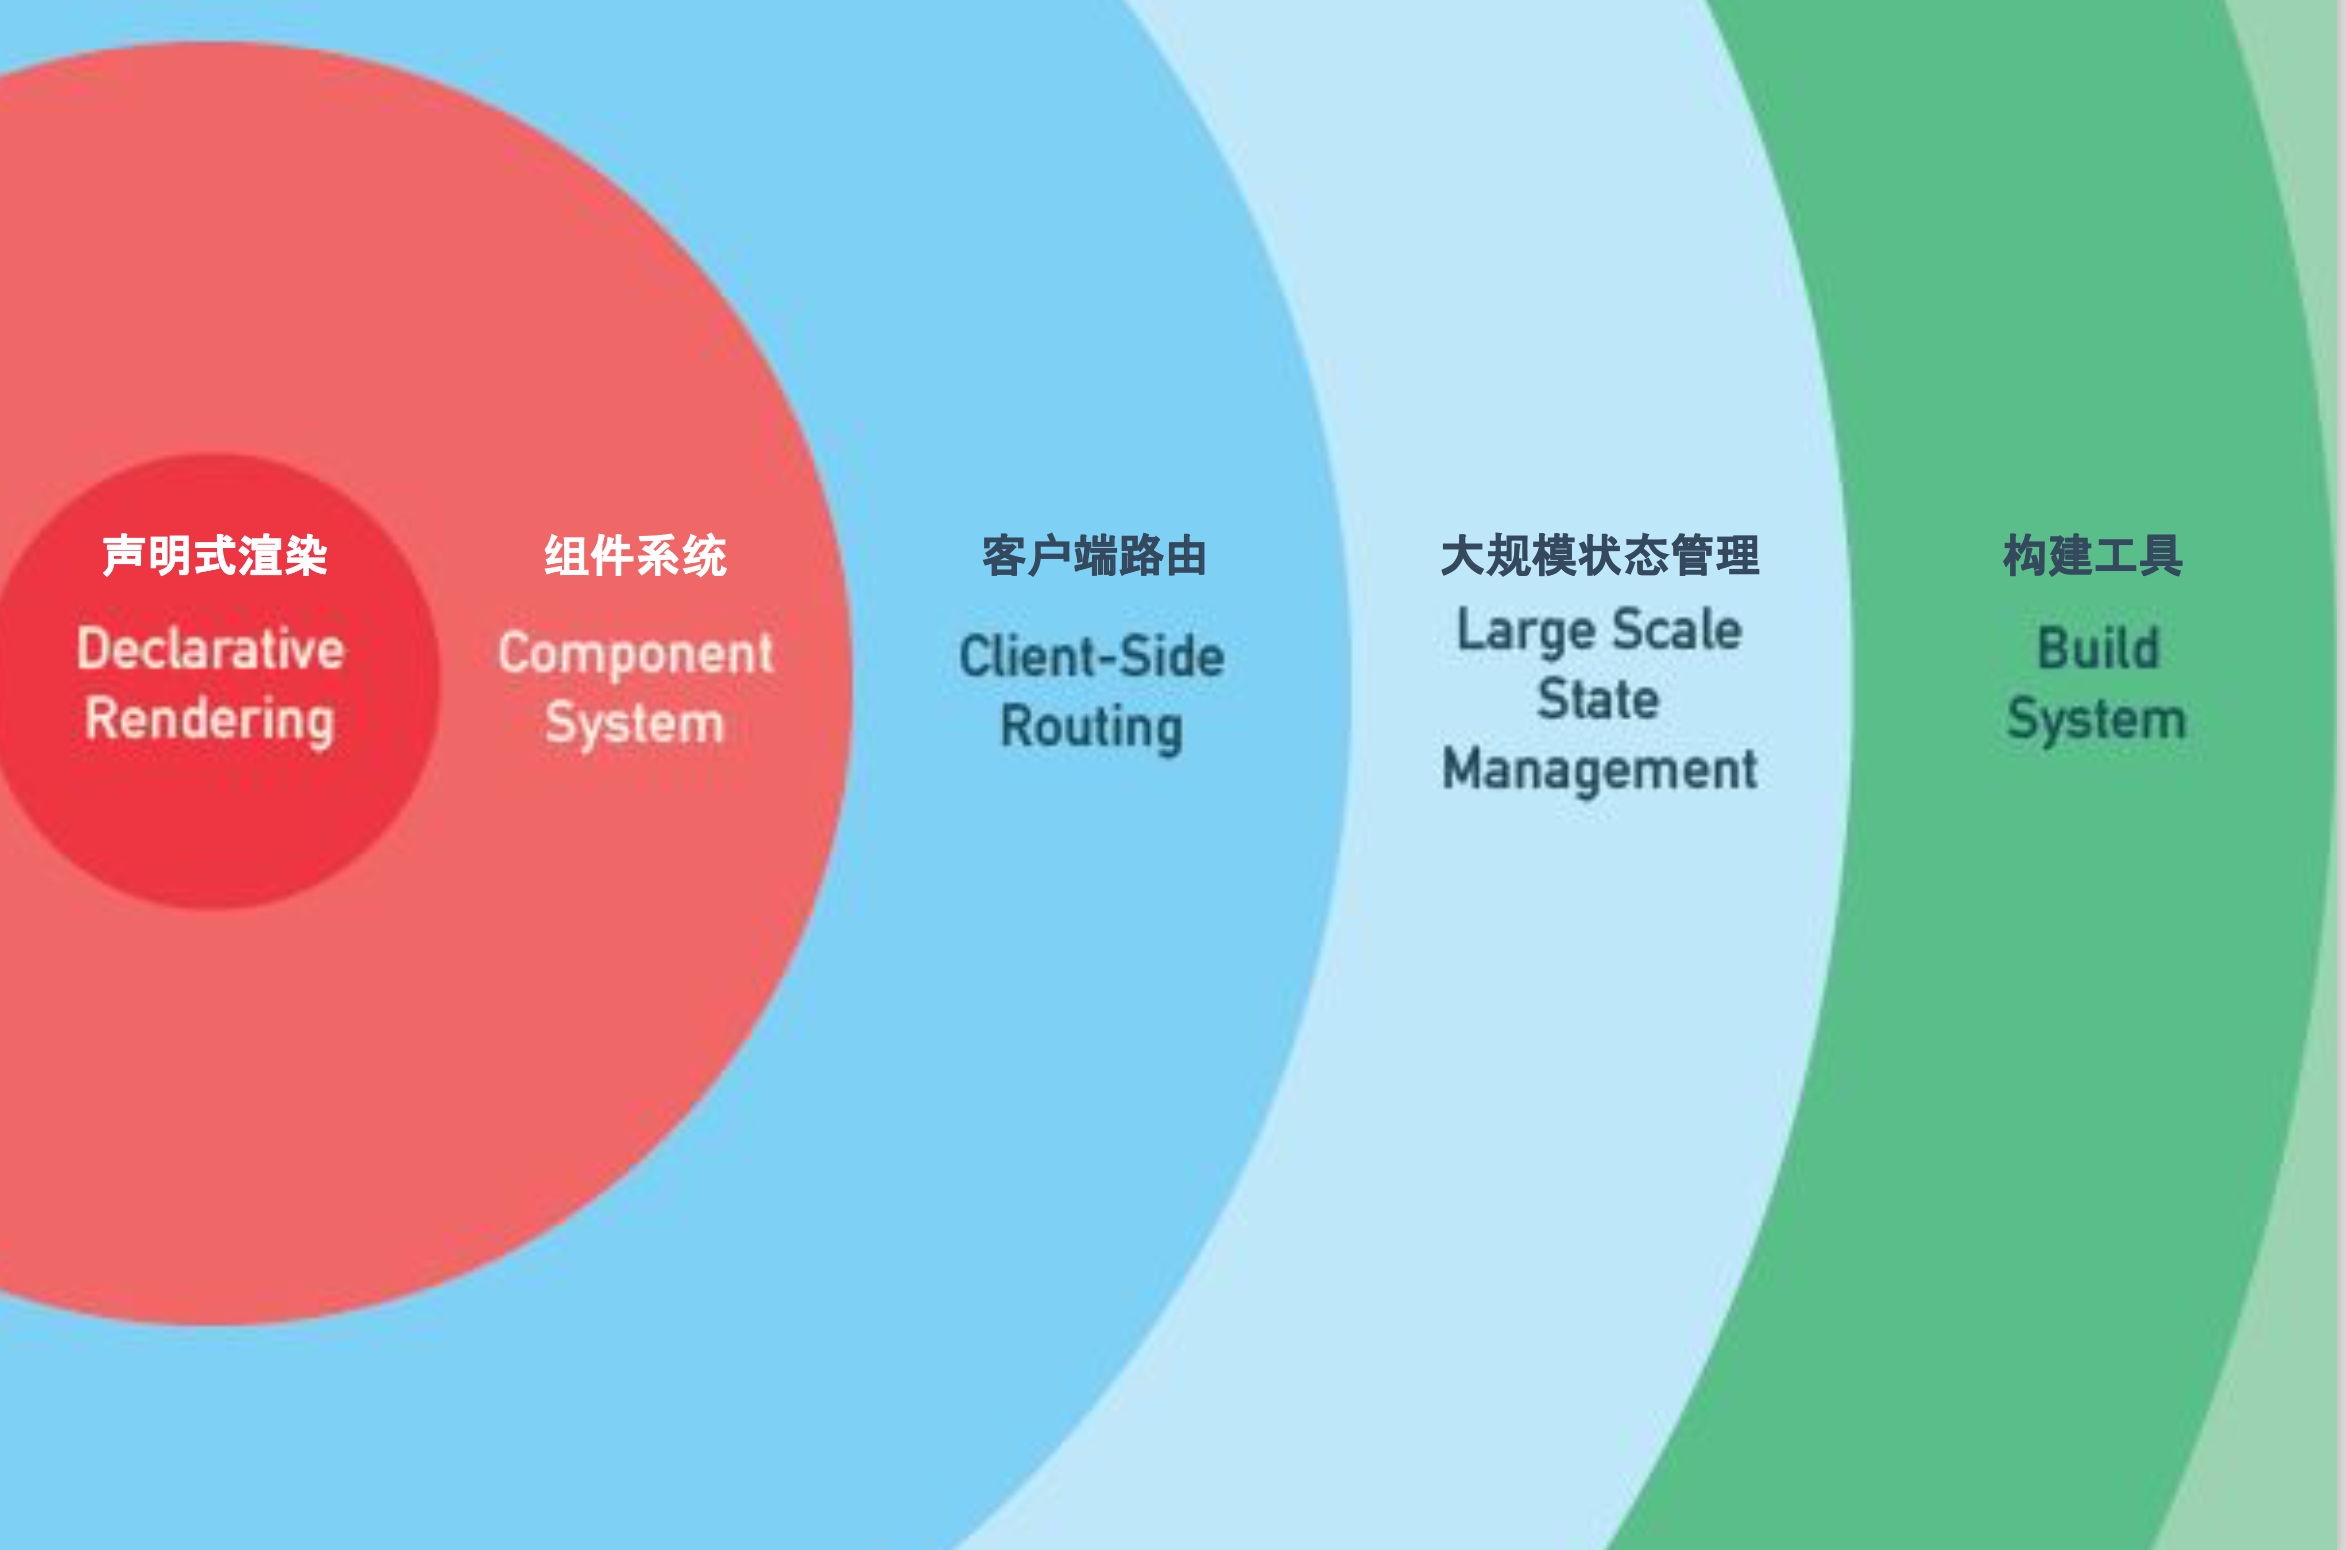 声明式渲染
Declarative
Rendering
组件系统
Component
System
客户端路由
Client-Side
Routing
大规模状态管理
Large Scale
State
Management
构建工具
Build
System